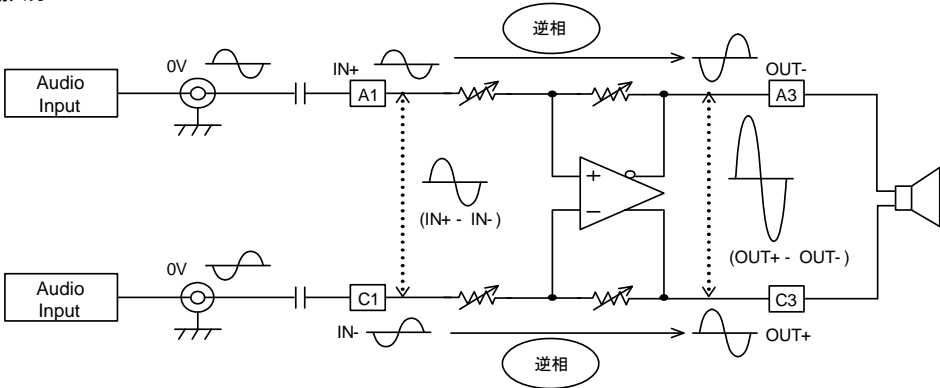 逆相
0V
IN+
OUT-
Audio
Input
A1
A3
+
−
(IN+ - IN-)
(OUT+ - OUT-)
0V
Audio
Input
C1
C3
IN-
OUT+
逆相